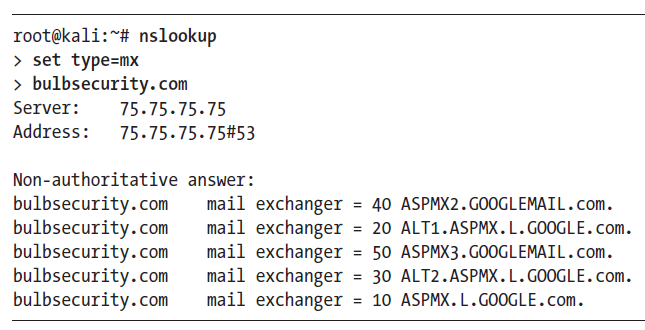 root@kali:~# nslookup
> set type=mx
> bulbsecurity.com
Server: 75.75.75.75
Address: 75.75.75.75#53
Non-authoritative answer:
bulbsecurity.com mail exchanger = 40 ASPMX2.GOOGLEMAIL.com.
bulbsecurity.com mail exchanger = 20 ALT1.ASPMX.L.GOOGLE.com.
bulbsecurity.com mail exchanger = 50 ASPMX3.GOOGLEMAIL.com.
bulbsecurity.com mail exchanger = 30 ALT2.ASPMX.L.GOOGLE.com.
bulbsecurity.com mail exchanger = 10 ASPMX.L.GOOGLE.com.